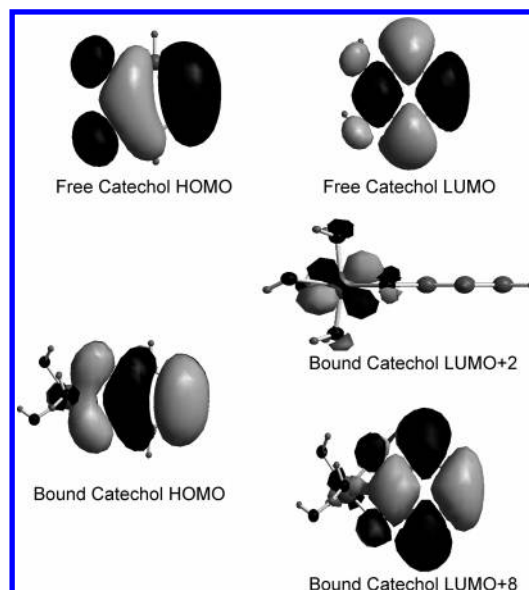 Free Catechol HOMO
Free Catechol LUMO
Bound Catechol LUMO+2
Bound Catechol HOMO
Bound Catechol LUMO+8